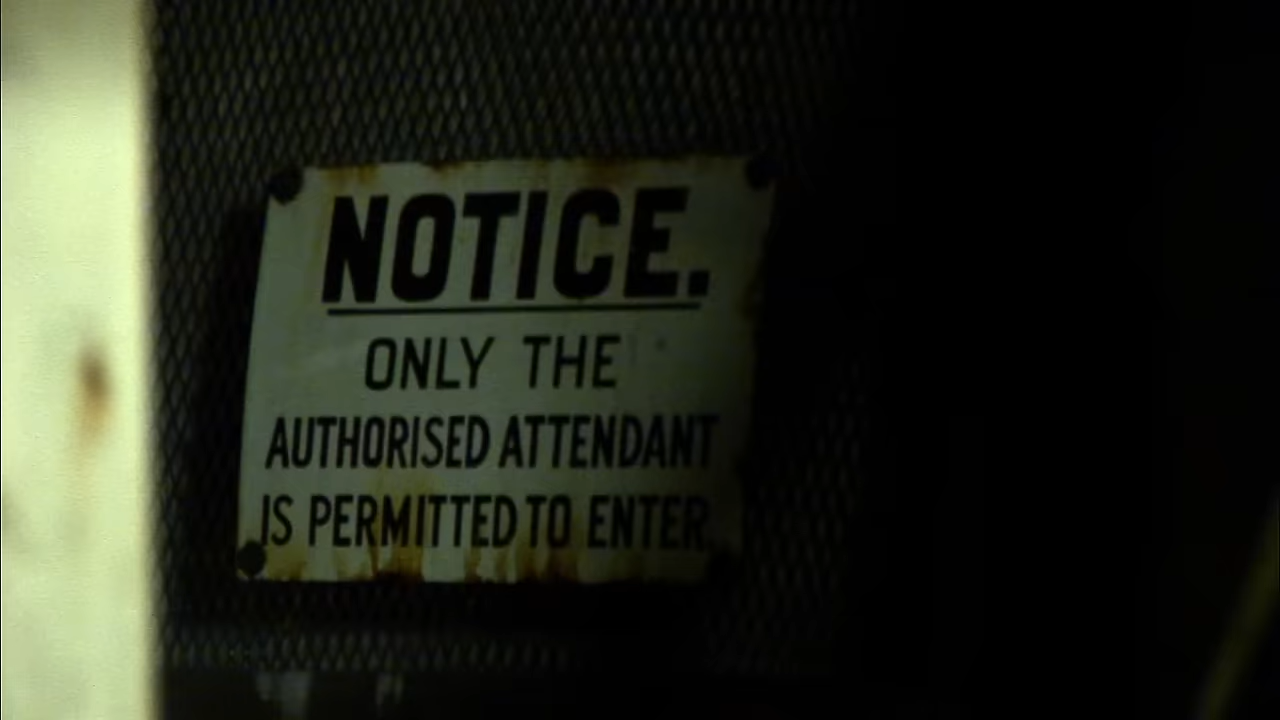 NOTICE.
ONLY THE
AUTHORISED ATTENDANT
IS PERMITTED TO ENTER